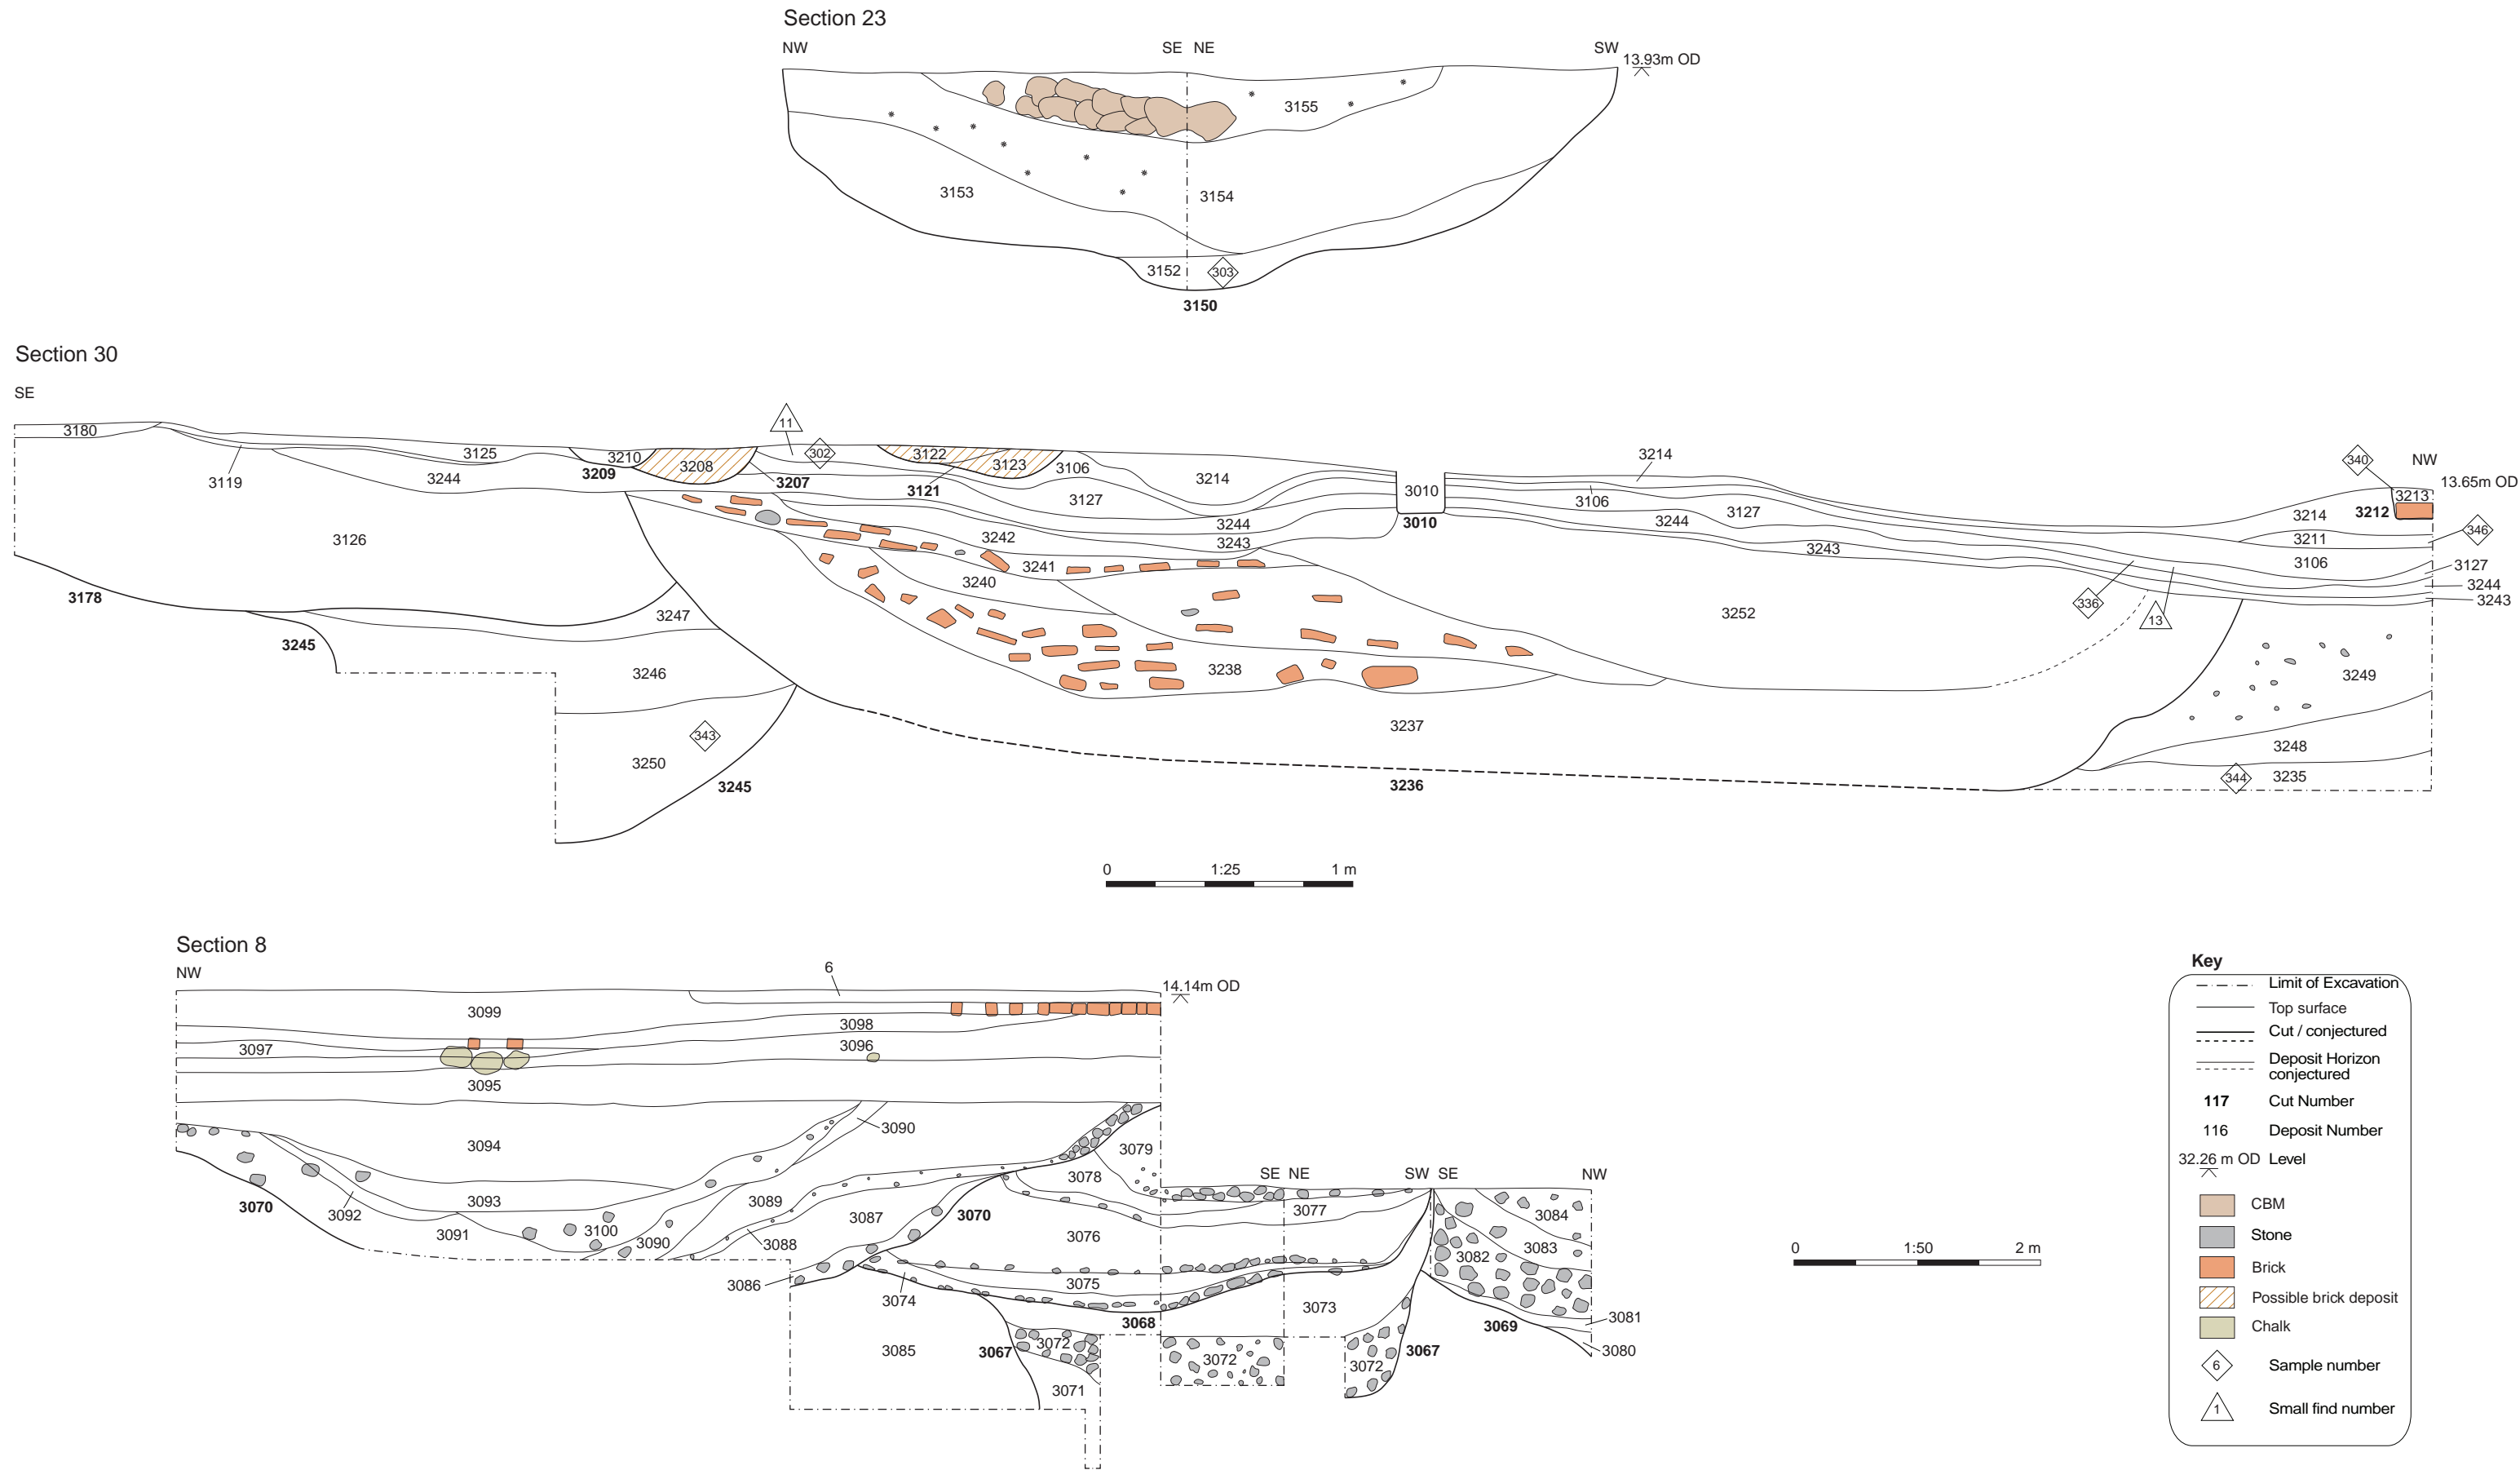 Section 23
NW SE NE SW
13.93m OD
3155
3153 3154
3152 303
3150
Section 30
SE
11
3180 3125 3210 3208 302 3122 3123 3106 3214 3214 340 NW
13.65m OD
3119 3244 3209 3207 3121 3127 3010 3106 3127 3212 3213
3214
3244 3010 3244 346
3126 3242 3243 3243 3211
3241 3106 3127
3240 3244
3178 3247 336 3243
3245 3252 13
3246 3238 3249
343 3237
3250 3248
3245 3236 344 3235
0 1:25 1 m
Section 8
NW
6
14.14m OD
3099
3098
3097 3096
3095
3090
3094 3079
3078 SE NE SW SE NW
3093 3089
3070 3092 3087 3070 3077 3084
3091 3100 3090 3088 3076 3082 3083
3086 3075
3074 3073 3081
3068 3069
3085 3067 3072 3072 3072 3067 3080
3071
0 1:50 2 m
Key
Limit of Excavation
Top surface
Cut / conjectured
Deposit Horizon
conjectured
117 Cut Number
116 Deposit Number
32.26 m OD Level
CBM
Stone
Brick
Possible brick deposit
Chalk
6 Sample number
1 Small find number